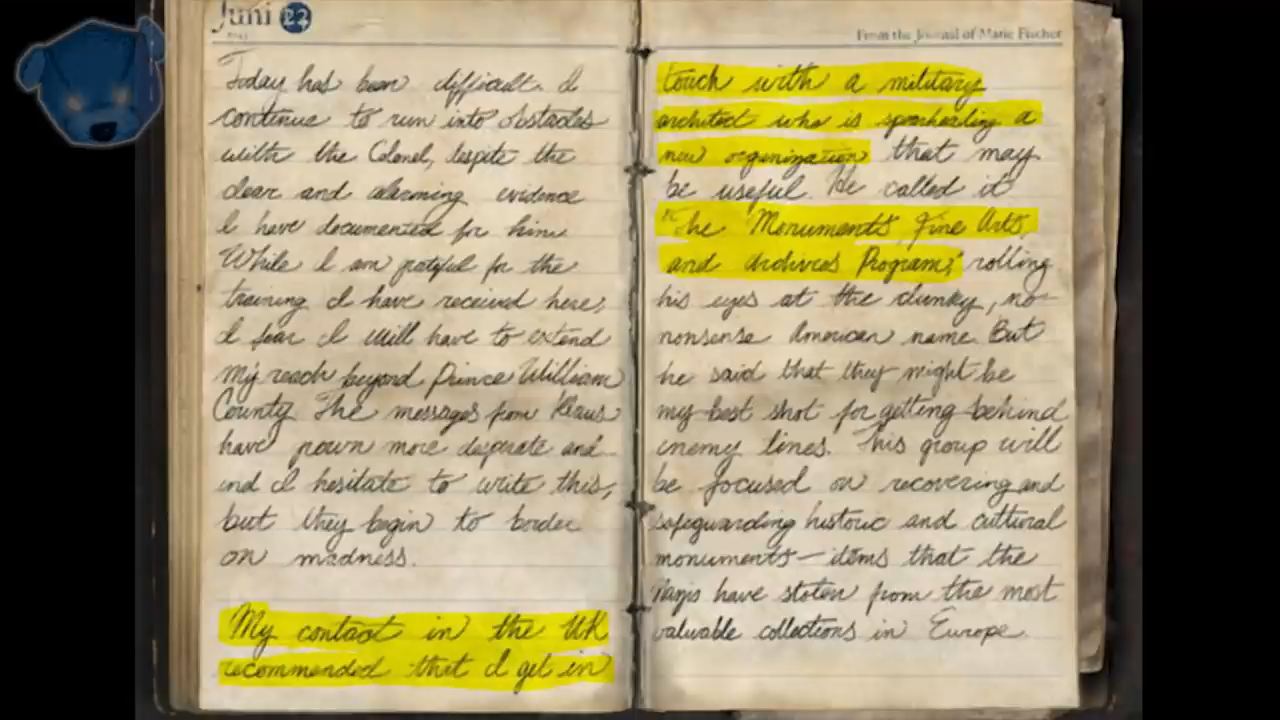 Juni 22
1943
Today has been difficult. I
continue to run into obstacles
with the Colonel, despite the
clear and alarming evidence
I have documented for him.
While I am grateful for the
training I have received here,
I fear I will have to extend
my reach beyond Prince William
County. The messages from Klaus
have grown more desperate and
and I hesitate to write this,
but they begin to border
on madness.
My contact in the UK
recommended that I get in
From the Journal of Marie Fischer
touch with a military
architect who is spearheading a
new organization that may
be useful. He called it
"The Monuments, Fine Arts,
and Archives Program," rolling
his eyes at the clunky, no-
nonsense American name. But
he said that they might be
my best shot for getting behind
enemy lines. This group will
be focused on recovering and
safeguarding historic and cultural
monuments—items that the
Nazis have stolen from the most
valuable collections in Europe.